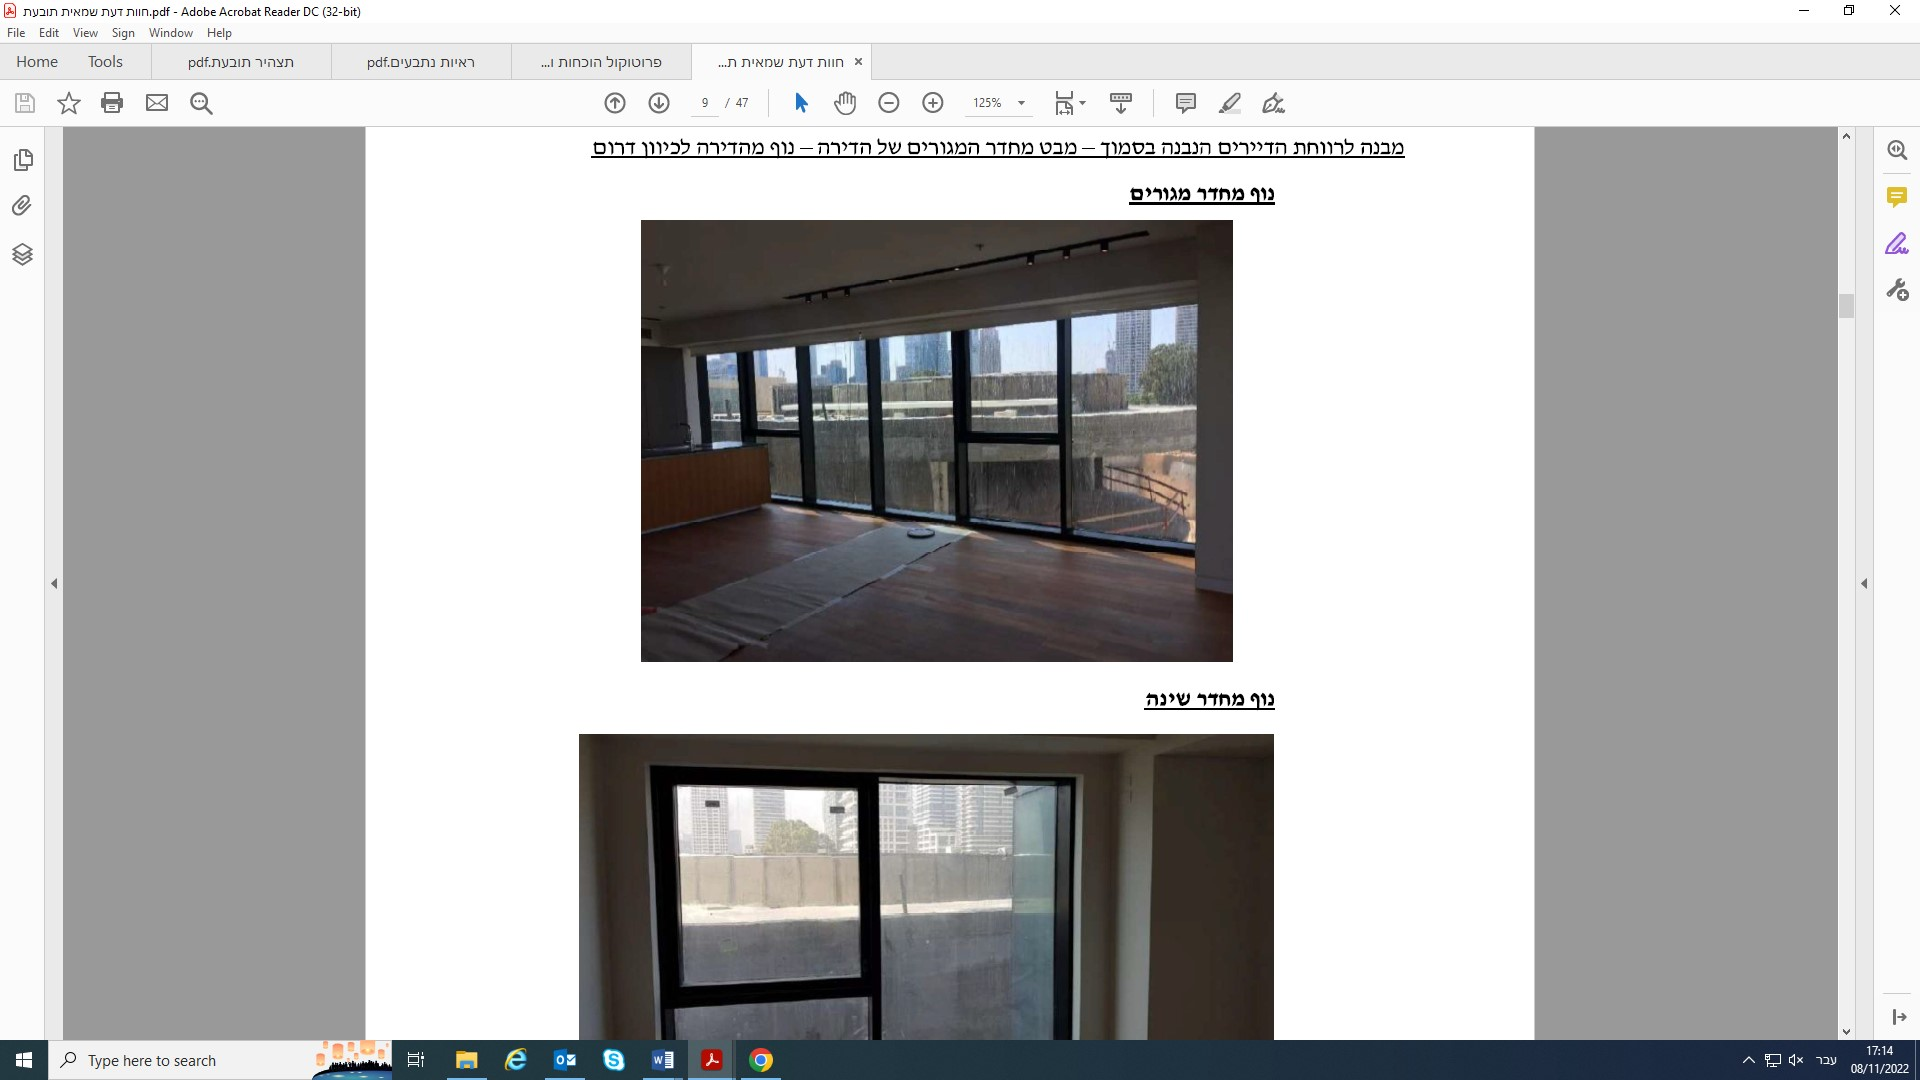 חוות דעת שמאית תובעת.pdf - Adobe Acrobat Reader DC (32-bit)
File Edit View Sign Window Help
Home Tools תצהיר תובעת.pdf ראיות נתבעים.pdf פרוטוקול הוכחות ו... חוות דעת שמאית ת...
9 / 47 125%
מבנה לרווחת הדיירים הנבנה בסמוך – מבט מחדר המגורים של הדירה – נוף מהדירה לכיוון דרום
נוף מחדר מגורים
נוף מחדר שינה
Type here to search
עבר
17:14
08/11/2022